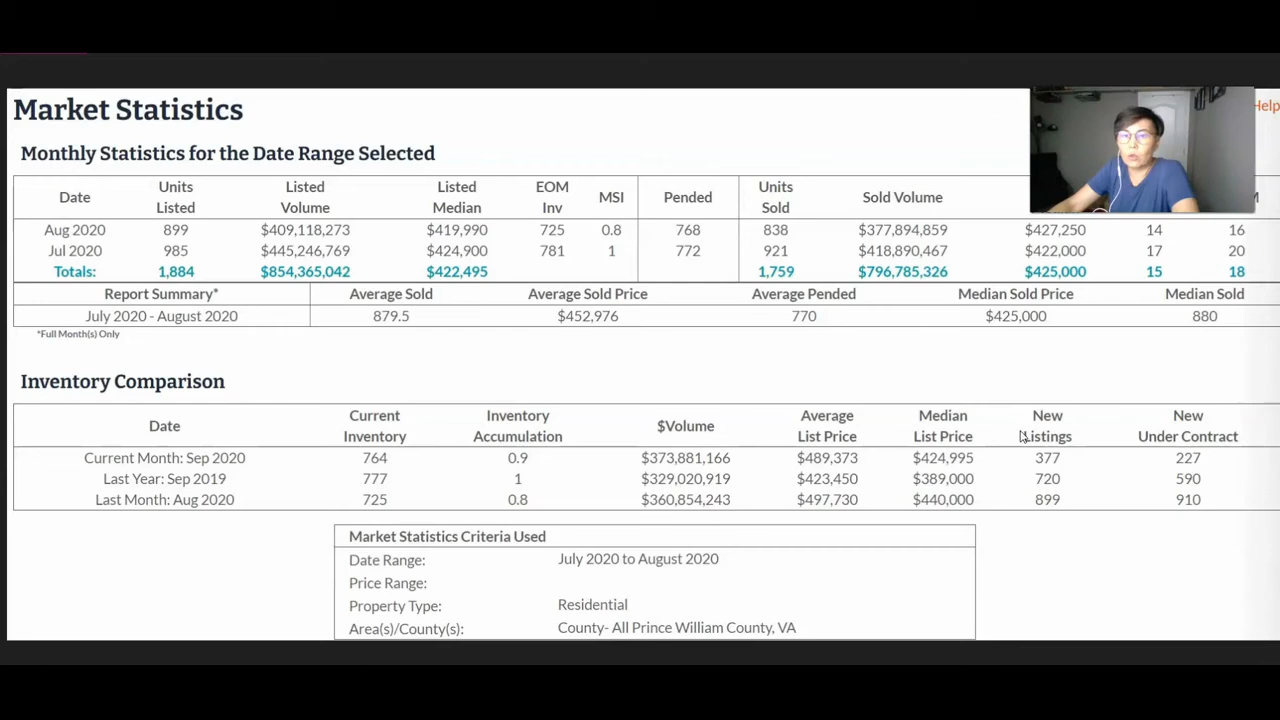 Market Statistics
Help
Monthly Statistics for the Date Range Selected
Date Units Listed Listed Volume Listed Median EOM Inv MSI Pended Units Sold Sold Volume
Aug 2020 899 $409,118,273 $419,990 725 0.8 768 838 $377,894,859 $427,250 14 16
Jul 2020 985 $445,246,769 $424,900 781 1 772 921 $418,890,467 $422,000 17 20
Totals: 1,884 $854,365,042 $422,495 1,759 $796,785,326 $425,000 15 18
Report Summary* Average Sold Average Sold Price Average Pended Median Sold Price Median Sold
July 2020 - August 2020 879.5 $452,976 770 $425,000 880
*Full Month(s) Only
Inventory Comparison
Date Current Inventory Inventory Accumulation $Volume Average List Price Median List Price New Listings New Under Contract
Current Month: Sep 2020 764 0.9 $373,881,166 $489,373 $424,995 377 227
Last Year: Sep 2019 777 1 $329,020,919 $423,450 $389,000 720 590
Last Month: Aug 2020 725 0.8 $360,854,243 $497,730 $440,000 899 910
Market Statistics Criteria Used
Date Range: July 2020 to August 2020
Price Range:
Property Type: Residential
Area(s)/County(s): County- All Prince William County, VA